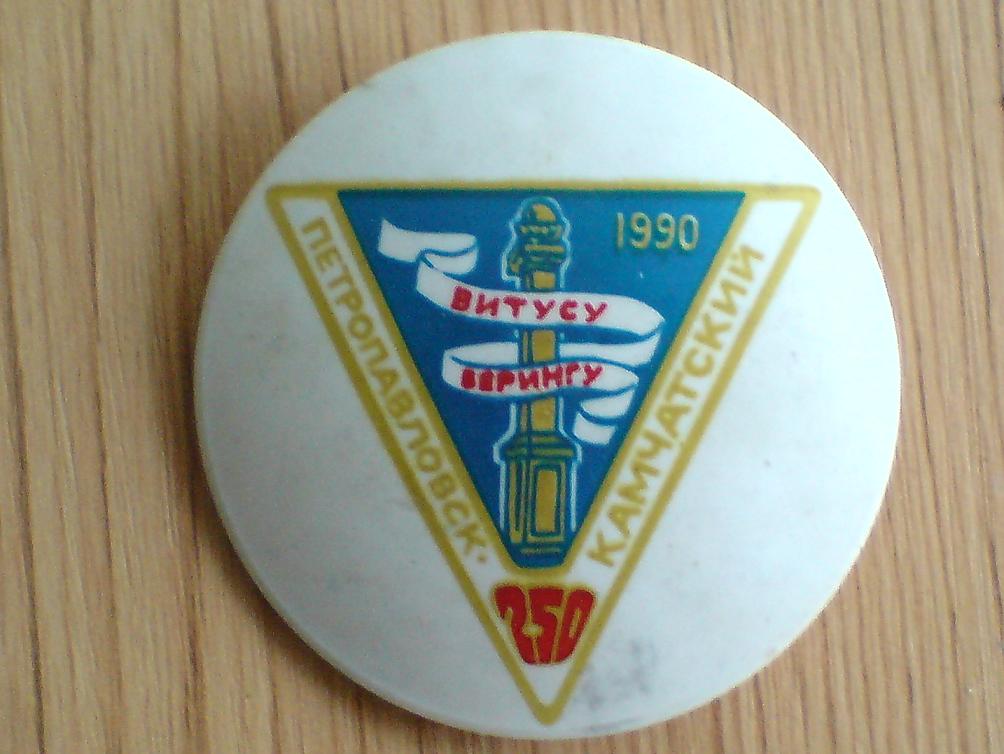 1990
ВИТУСУ
БЕРИНГУ
ПЕТРОПАВЛОВСК·
КАМЧАТСКИЙ
250